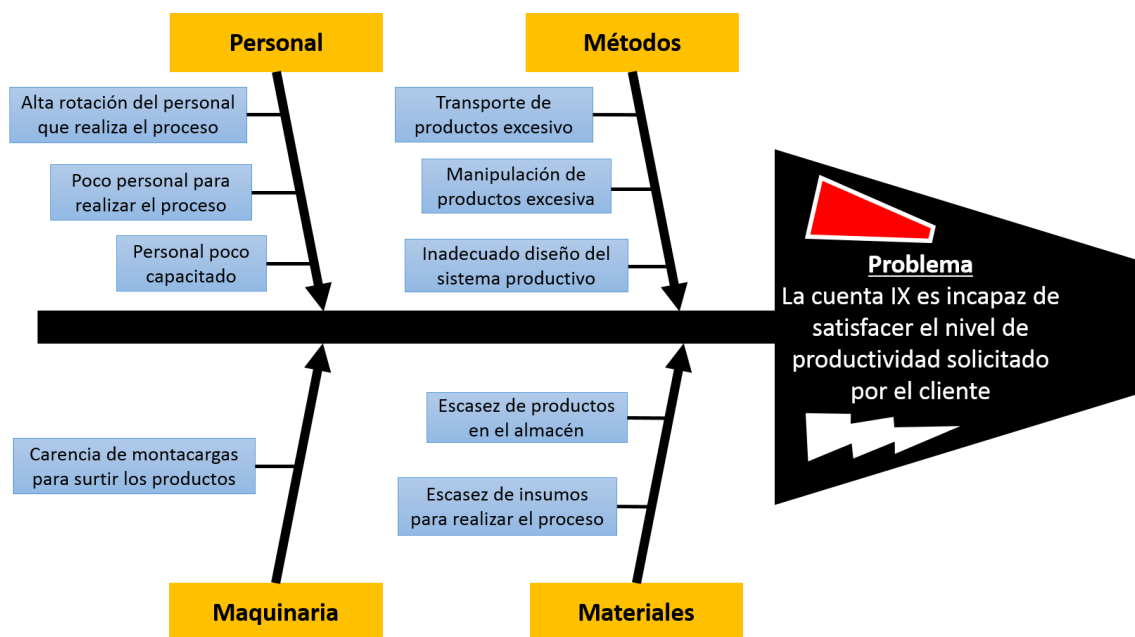 Personal
Métodos
Alta rotación del personal
que realiza el proceso
Poco personal para
realizar el proceso
Personal poco
capacitado
Transporte de
productos excesivo
Manipulación de
productos excesiva
Inadecuado diseño del
sistema productivo
Problema
La cuenta IX es incapaz de
satisfacer el nivel de
productividad solicitado
por el cliente
Carencia de montacargas
para surtir los productos
Escasez de productos
en el almacén
Escasez de insumos
para realizar el proceso
Maquinaria
Materiales